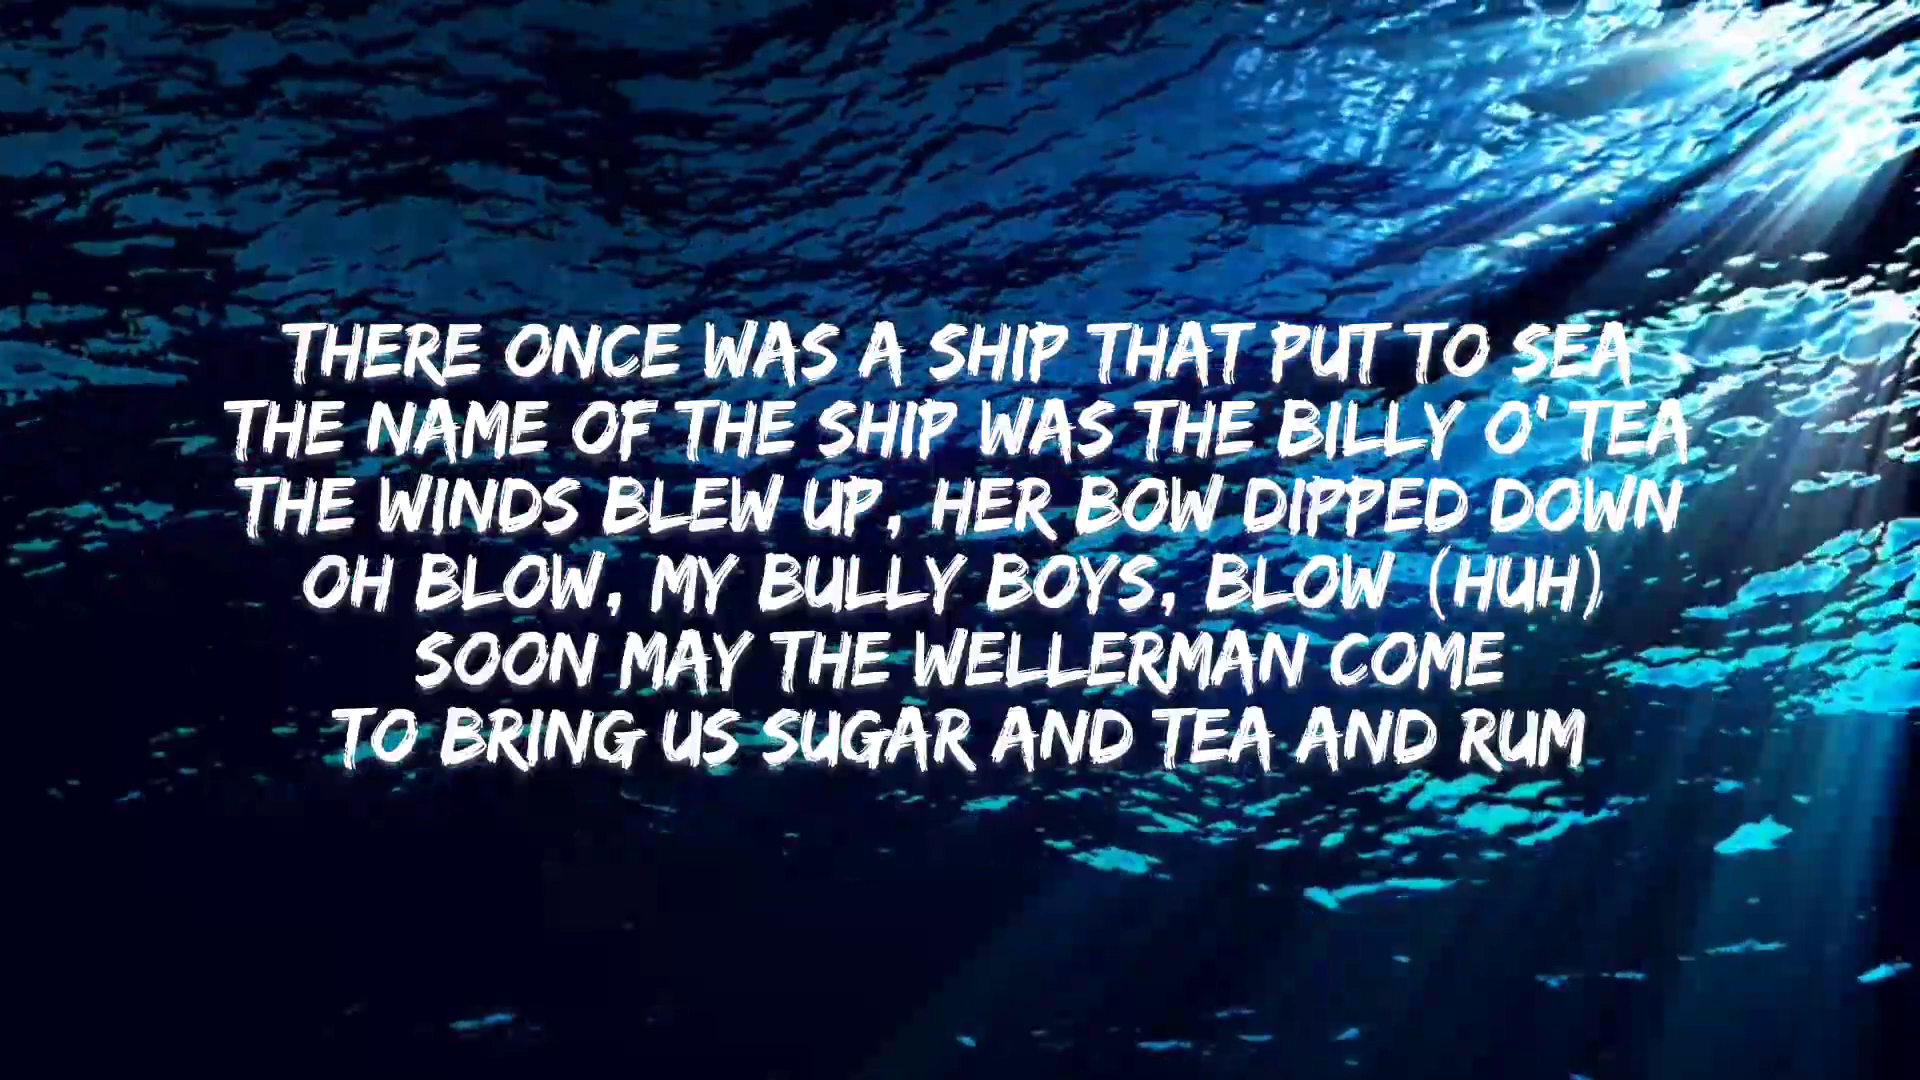 THERE ONCE WAS A SHIP THAT PUT TO SEA
THE NAME OF THE SHIP WAS THE BILLY O' TEA
THE WINDS BLEW UP, HER BOW DIPPED DOWN
OH BLOW, MY BULLY BOYS, BLOW (HUH)
SOON MAY THE WELLERMAN COME
TO BRING US SUGAR AND TEA AND RUM